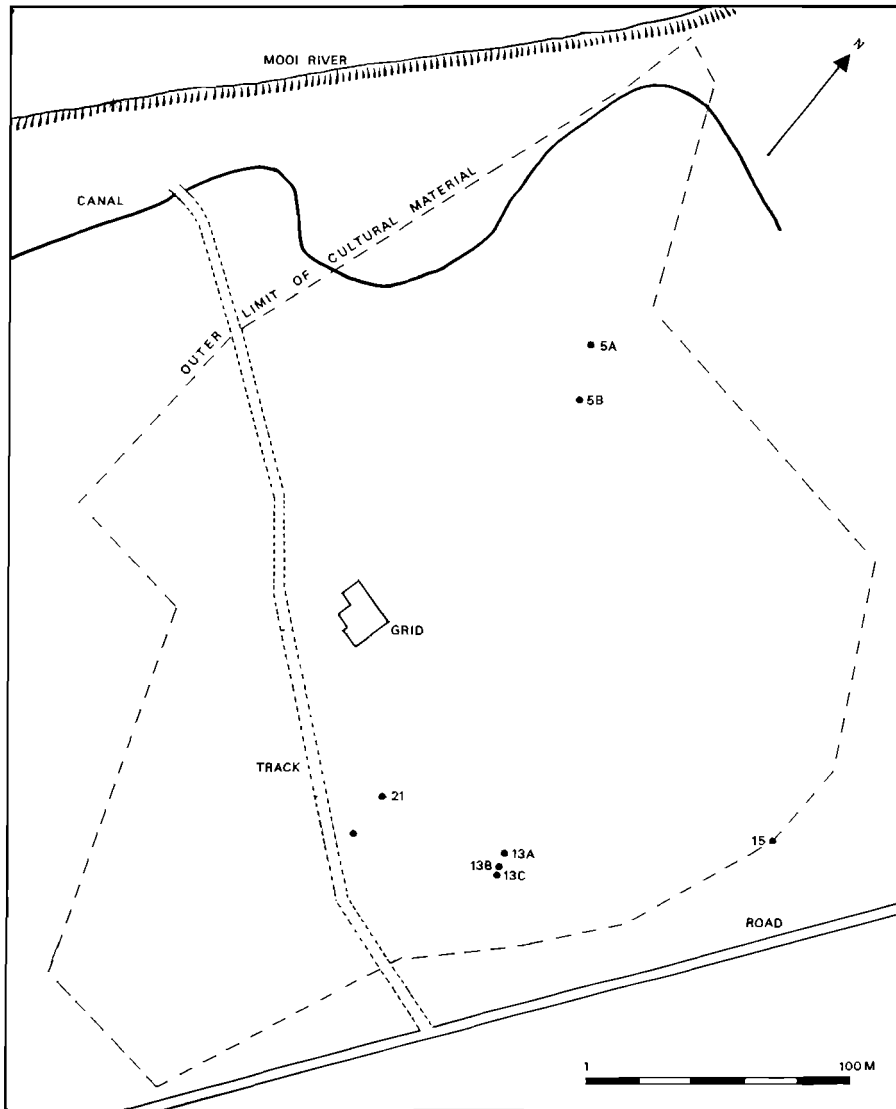 MOOI RIVER
N
CANAL
OUTER LIMIT OF CULTURAL MATERIAL
5A
5B
GRID
TRACK
21
13A
15
13B
13C
ROAD
1 100 M